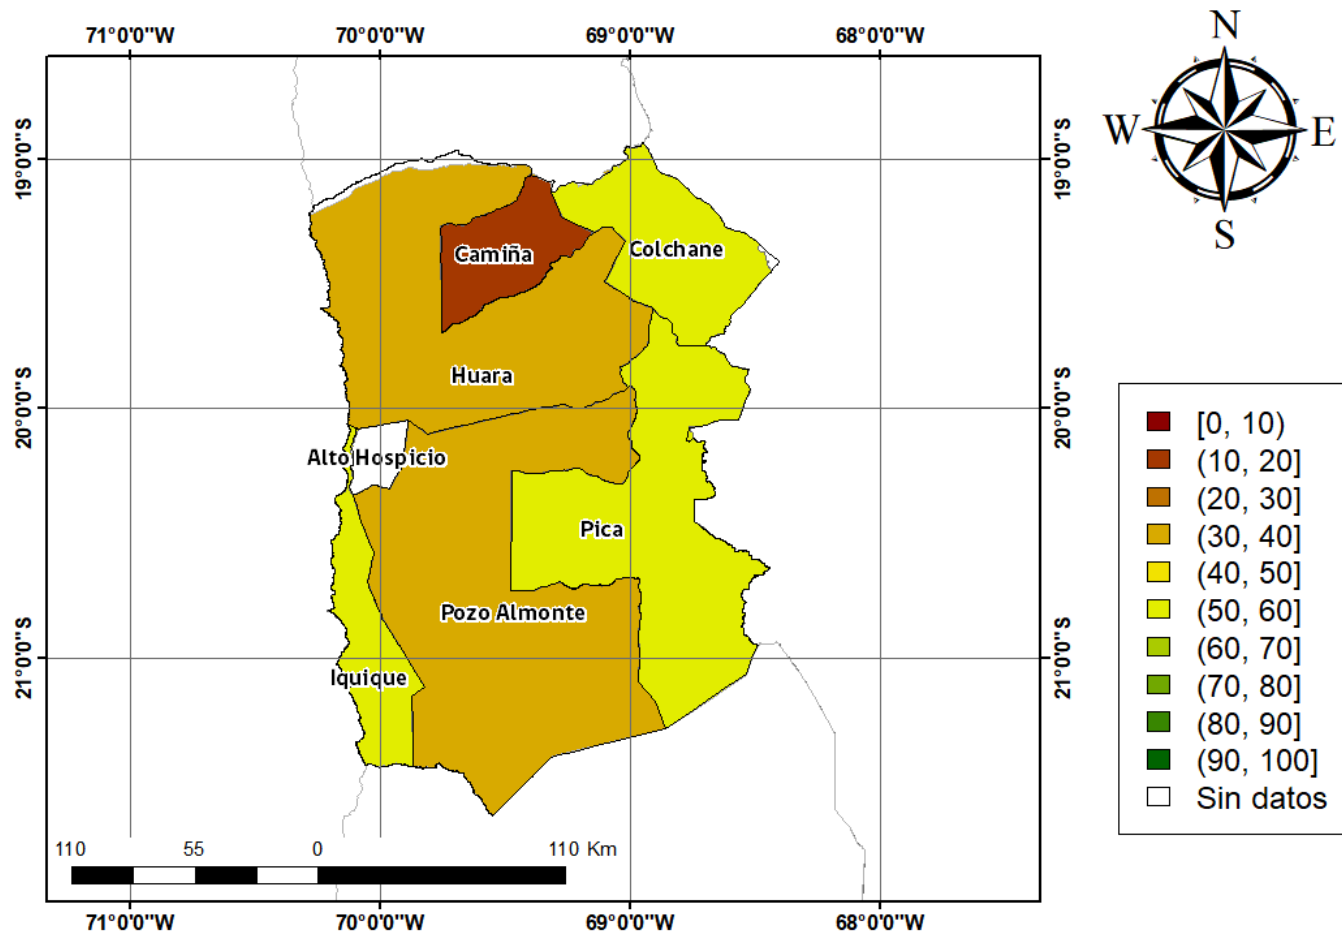 71°0'0"W 70°0'0"W 69°0'0"W 68°0'0"W
N
W E
S
19°0'0"S 19°0'0"S
Camiña
Colchane
Huara
20°0'0"S 20°0'0"S
Alto Hospicio
Pica
Pozo Almonte
21°0'0"S 21°0'0"S
Iquique
[0, 10)
(10, 20]
(20, 30]
(30, 40]
(40, 50]
(50, 60]
(60, 70]
(70, 80]
(80, 90]
(90, 100]
Sin datos
110 55 0 110 Km
71°0'0"W 70°0'0"W 69°0'0"W 68°0'0"W